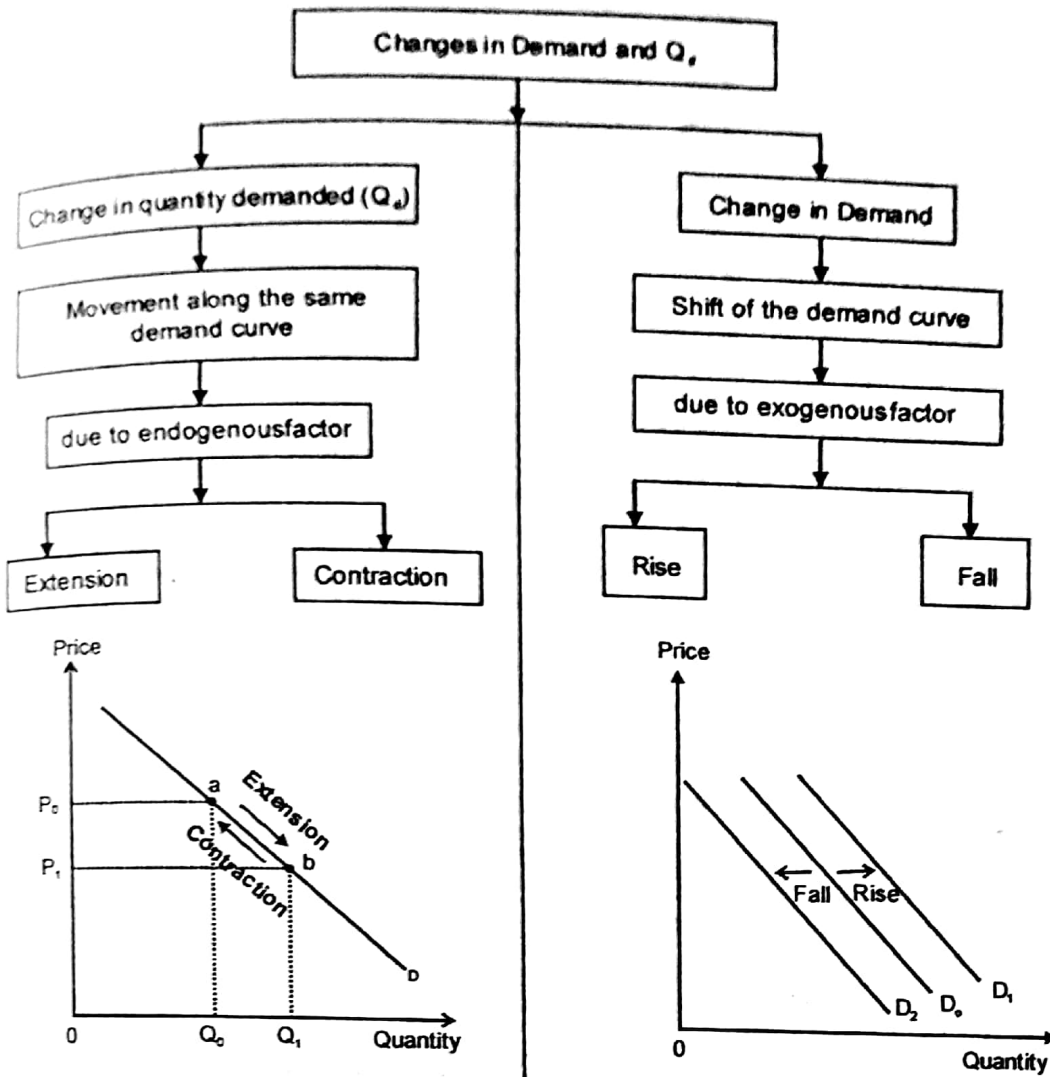 Changes in Demand and Qd
Change in quantity demanded (Qd)
Movement along the same
demand curve
due to endogenousfactor
Extension
Contraction
Change in Demand
Shift of the demand curve
due to exogenousfactor
Rise
Fall
Price
a
Extension
P0
Contraction
b
P1
D
0
Q0
Q1
Quantity
Price
Fall
Rise
D2
D0
D1
0
Quantity